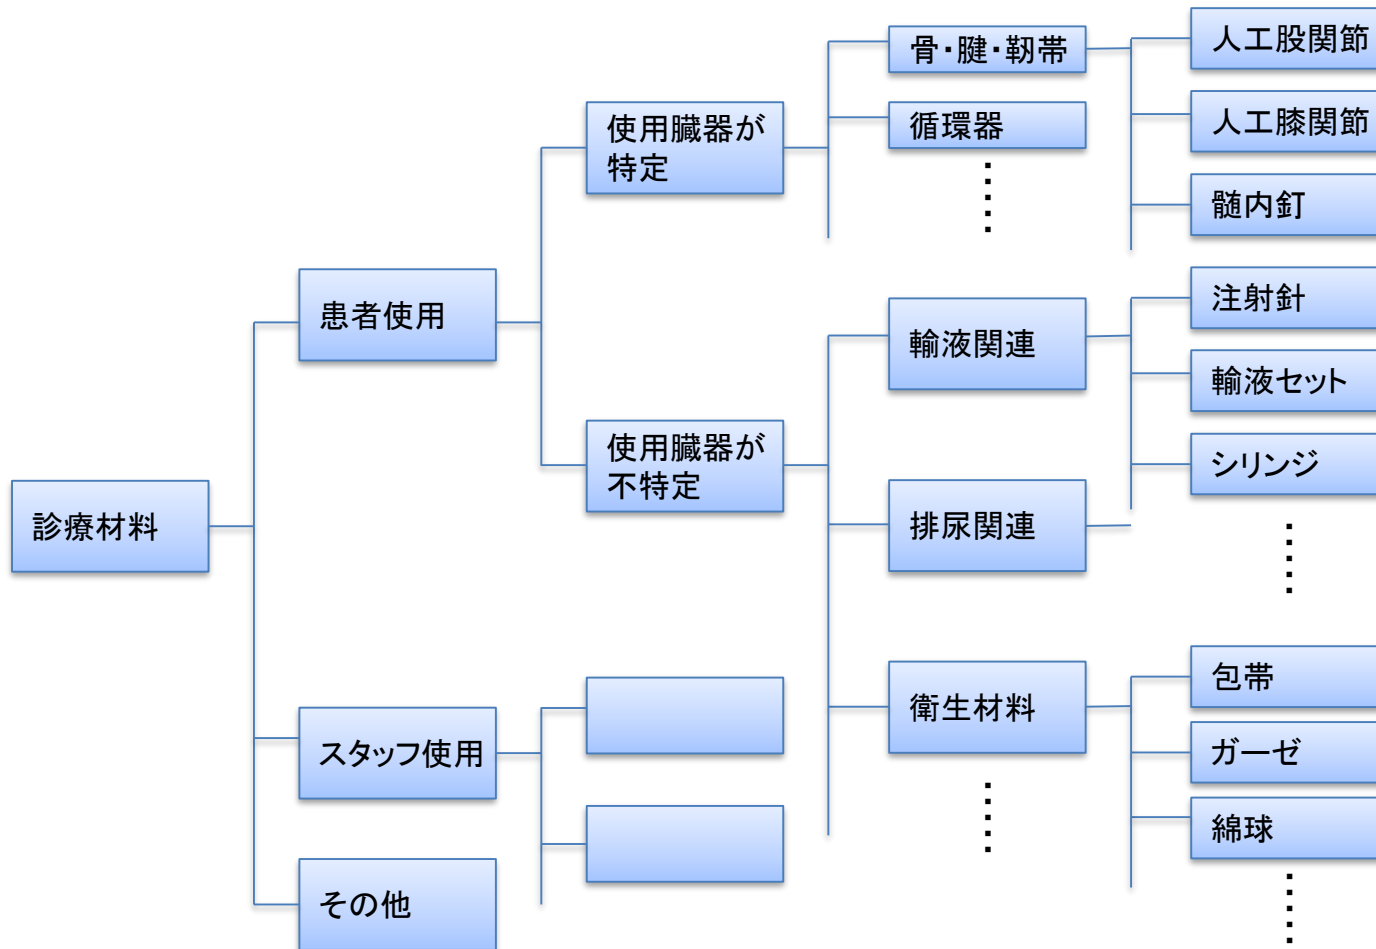 診療材料
患者使用
スタッフ使用
その他
使用臓器が
特定
使用臓器が
不特定
骨・腱・靭帯
循環器
輸液関連
排尿関連
衛生材料
人工股関節
人工膝関節
髄内釘
注射針
輸液セット
シリンジ
包帯
ガーゼ
綿球